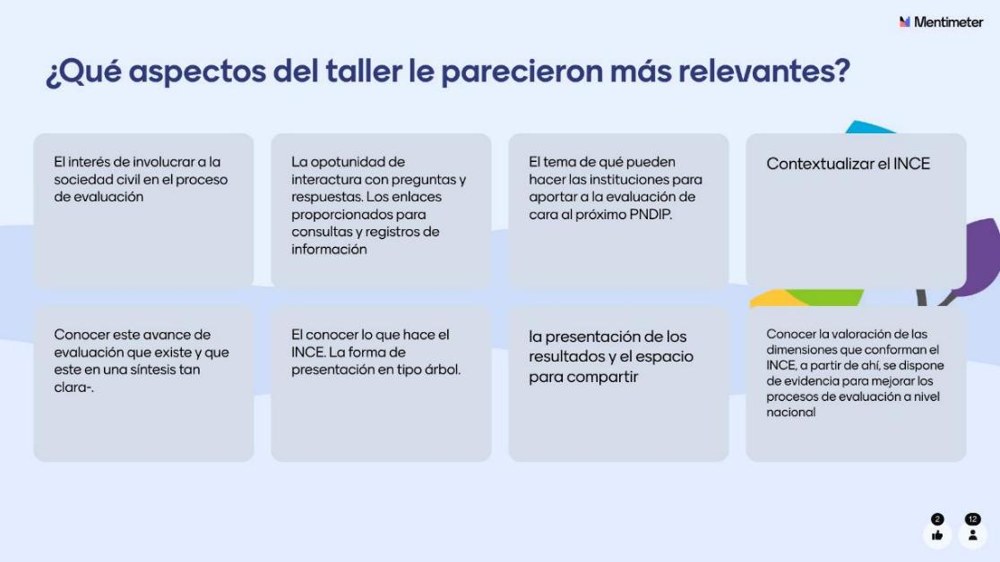 Mentimeter
¿Qué aspectos del taller le parecieron más relevantes?
El interés de involucrar a la
sociedad civil en el proceso
de evaluación
La opotunidad de
interactura con preguntas y
respuestas. Los enlaces
proporcionados para
consultas y registros de
información
El tema de qué pueden
hacer las instituciones para
aportar a la evaluación de
cara al próximo PNDIP.
Contextualizar el INCE
Conocer este avance de
evaluación que existe y que
este en una síntesis tan
clara-.
El conocer lo que hace el
INCE. La forma de
presentación en tipo árbol.
la presentación de los
resultados y el espacio
para compartir
Conocer la valoración de las
dimensiones que conforman el
INCE, a partir de ahí, se dispone
de evidencia para mejorar los
procesos de evaluación a nivel
nacional
2
12